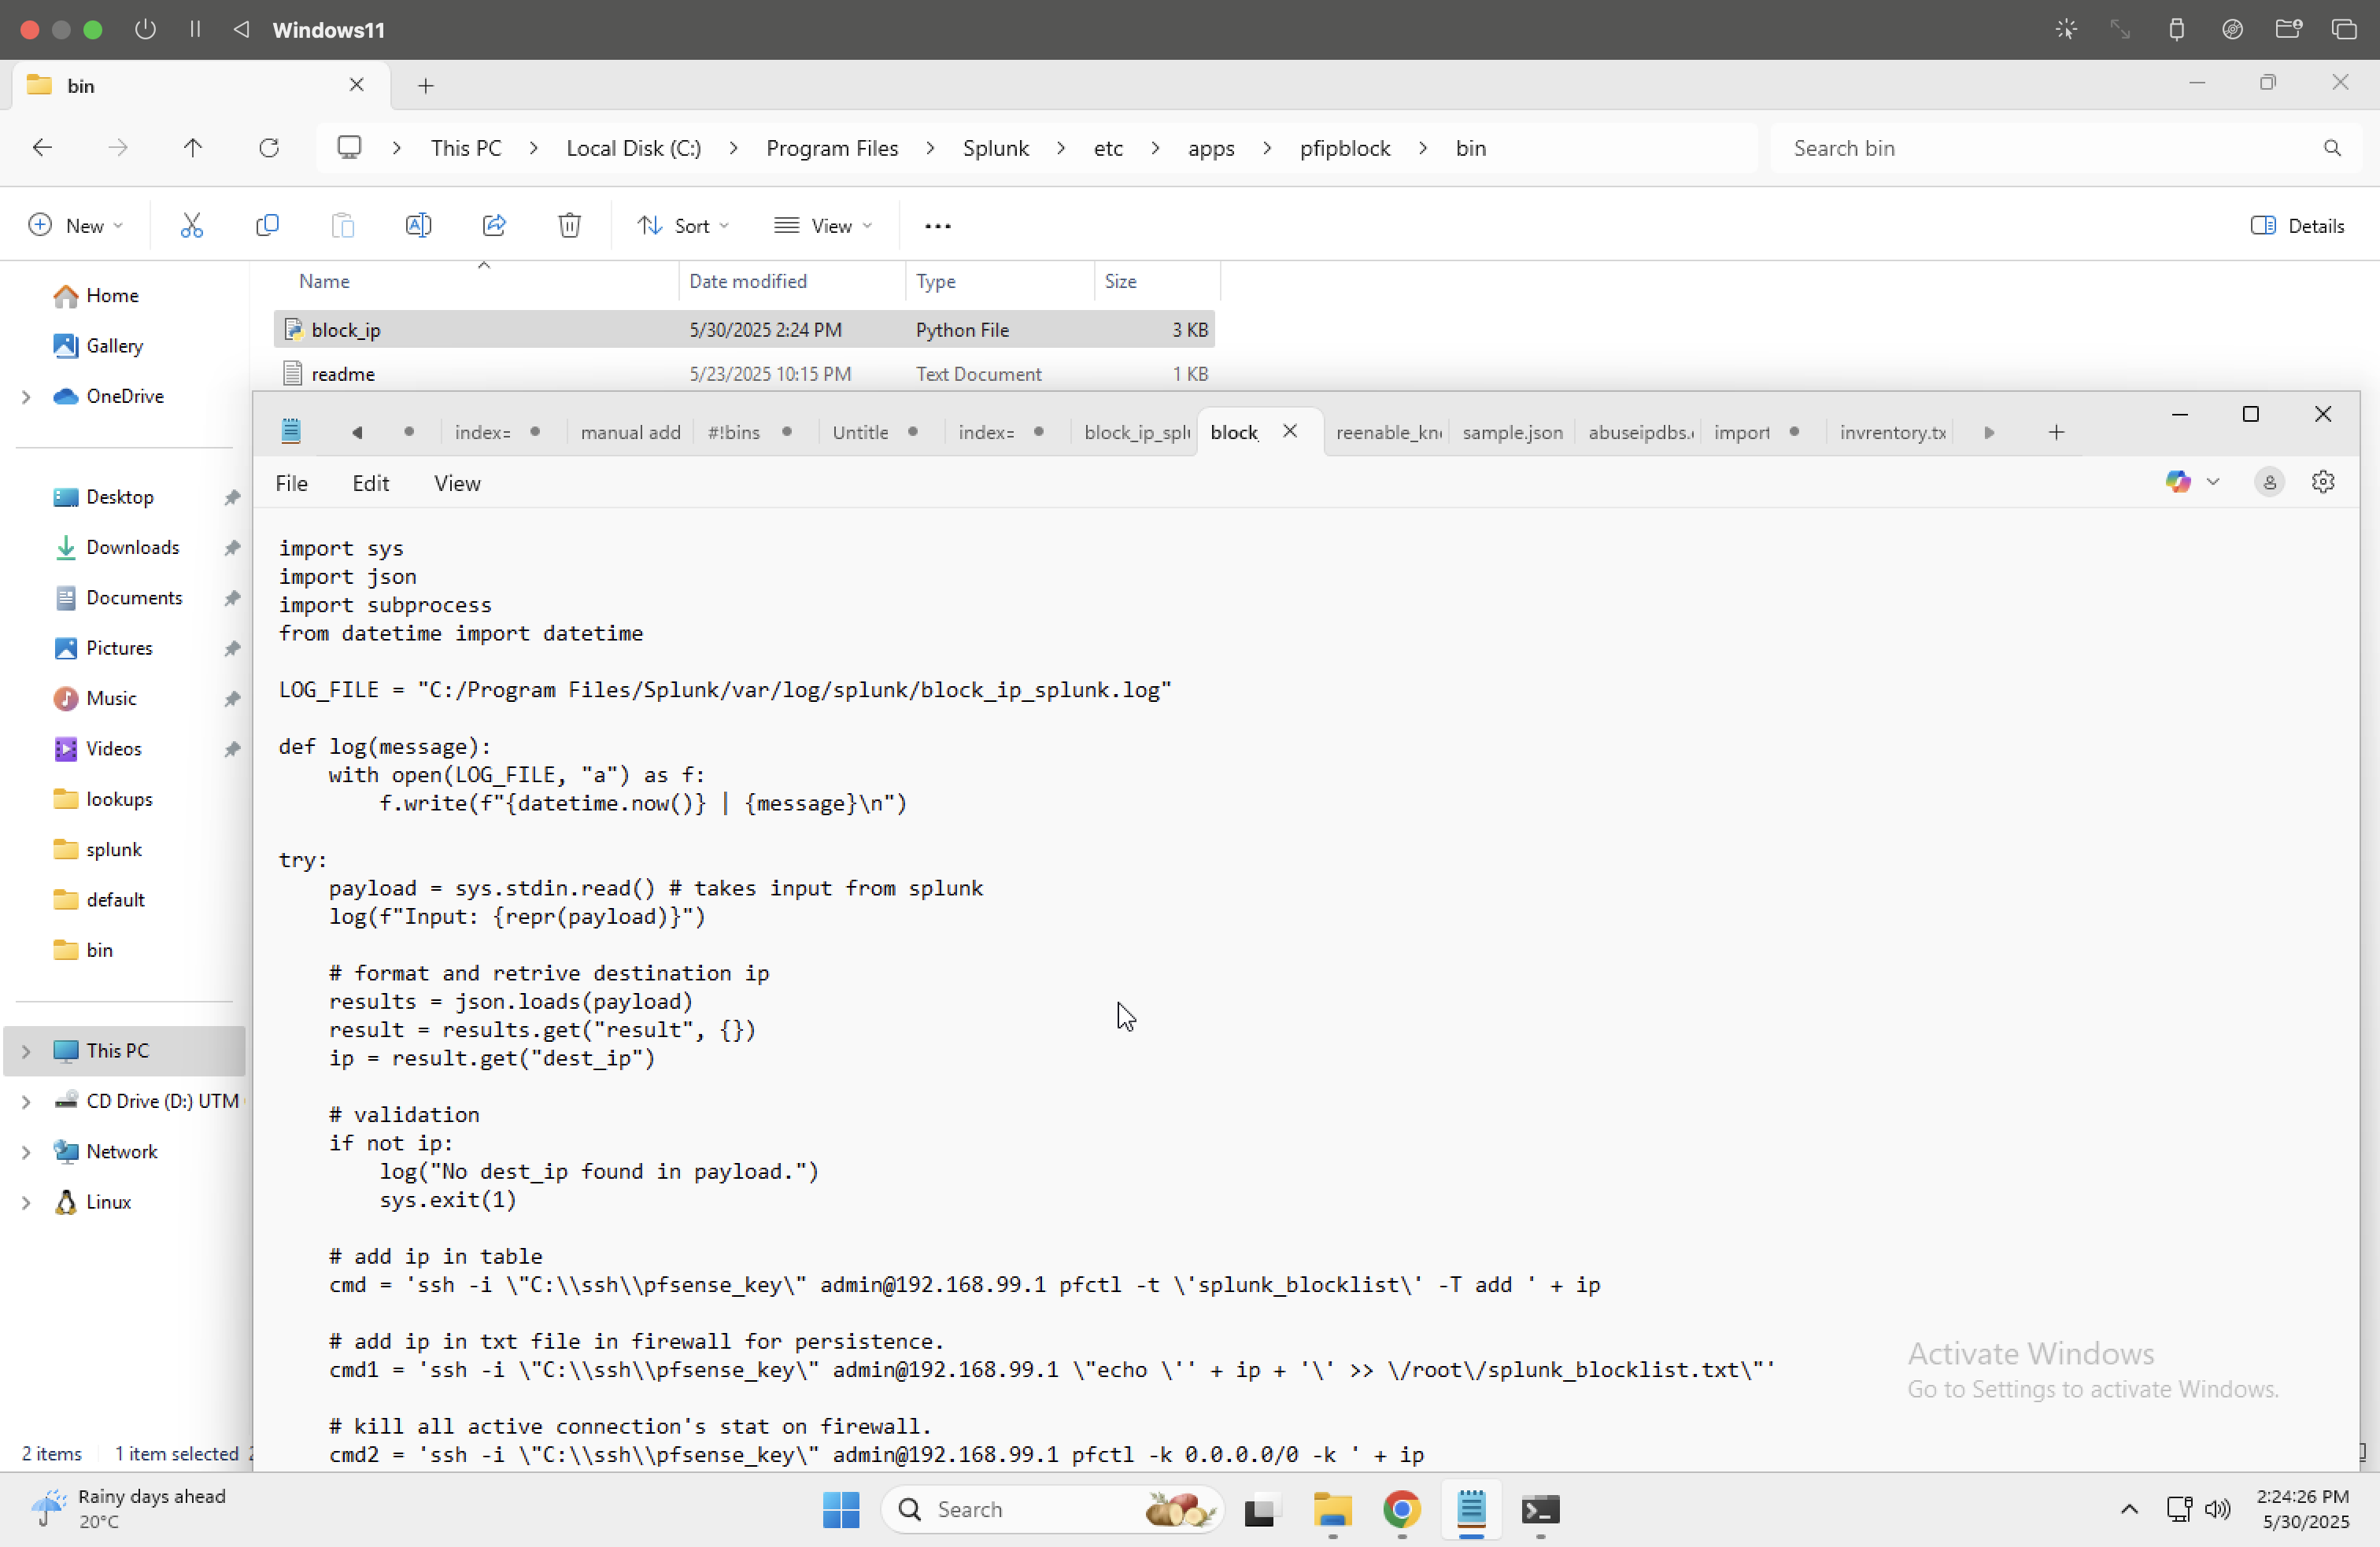 Windows11
bin
This PC > Local Disk (C:) > Program Files > Splunk > etc > apps > pfipblock > bin
Search bin
New
Sort
View
Details
Name
Date modified
Type
Size
Home
block_ip
5/30/2025 2:24 PM
Python File
3 KB
Gallery
readme
5/23/2025 10:15 PM
Text Document
1 KB
OneDrive
index=
manual add
#!bins
Untitle
index=
block_ip_spl
block
reenable_kn
sample.json
abuseipdbs.
import
invrentory.tx
File
Edit
View
Desktop
Downloads
Documents
Pictures
Music
Videos
lookups
splunk
default
bin
This PC
CD Drive (D:) UTM
Network
Linux
import sys
import json
import subprocess
from datetime import datetime
LOG_FILE = "C:/Program Files/Splunk/var/log/splunk/block_ip_splunk.log"
def log(message):
    with open(LOG_FILE, "a") as f:
        f.write(f"{datetime.now()} | {message}\n")
try:
    payload = sys.stdin.read() # takes input from splunk
    log(f"Input: {repr(payload)}")
    # format and retrive destination ip
    results = json.loads(payload)
    result = results.get("result", {})
    ip = result.get("dest_ip")
    # validation
    if not ip:
        log("No dest_ip found in payload.")
        sys.exit(1)
    # add ip in table
    cmd = 'ssh -i \"C:\\ssh\\pfsense_key\" admin@192.168.99.1 pfctl -t \'splunk_blocklist\' -T add ' + ip
    # add ip in txt file in firewall for persistence.
    cmd1 = 'ssh -i \"C:\\ssh\\pfsense_key\" admin@192.168.99.1 \"echo \'' + ip + '\' >> \/root\/splunk_blocklist.txt\"'
    # kill all active connection's stat on firewall.
    cmd2 = 'ssh -i \"C:\\ssh\\pfsense_key\" admin@192.168.99.1 pfctl -k 0.0.0.0/0 -k ' + ip
Activate Windows
Go to Settings to activate Windows.
2 items
1 item selected
Rainy days ahead
20°C
Search
2:24:26 PM
5/30/2025